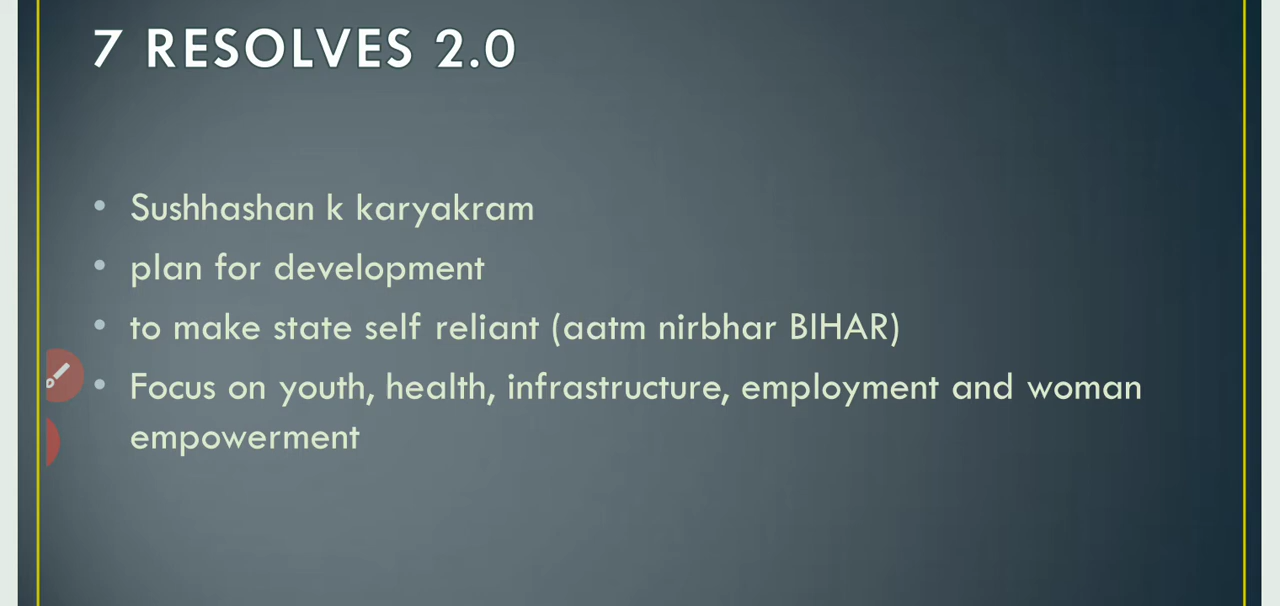 7 RESOLVES 2.0
• Sushhashan k karyakram
• plan for development
• to make state self reliant (aatm nirbhar BIHAR)
• Focus on youth, health, infrastructure, employment and woman
empowerment